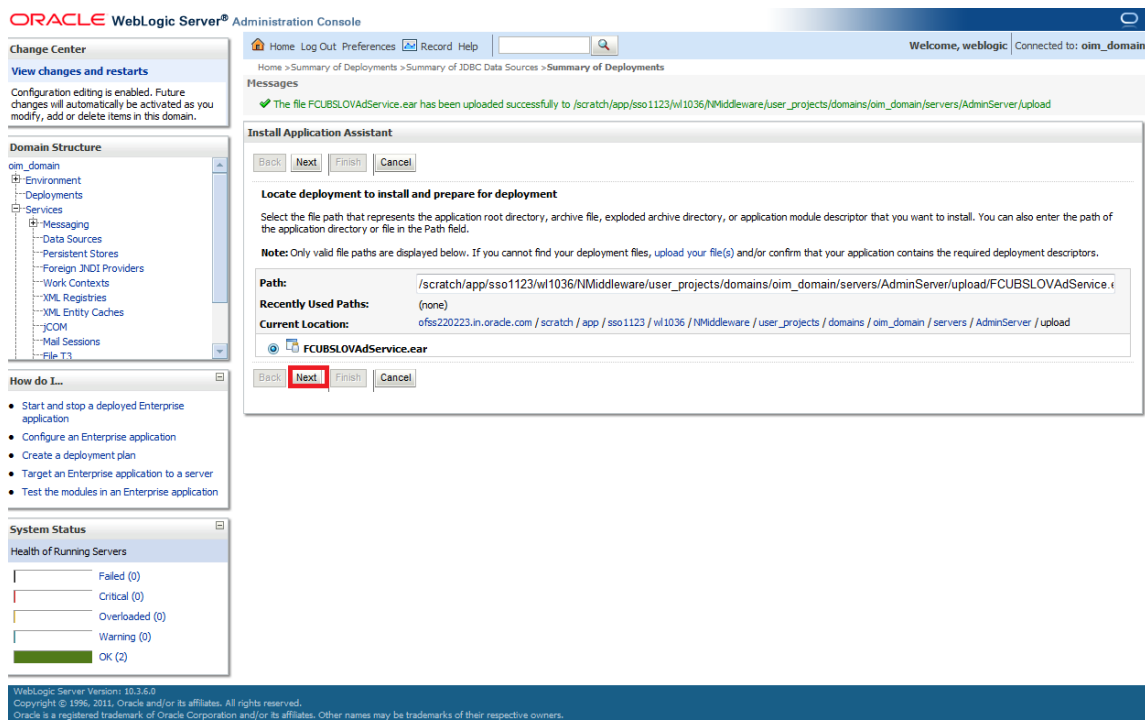 ORACLE WebLogic Server® Administration Console
Change Center
View changes and restarts
Configuration editing is enabled. Future
changes will automatically be activated as you
modify, add or delete items in this domain.
Domain Structure
oim_domain
Environment
Deployments
Services
Messaging
Data Sources
Persistent Stores
Foreign JNDI Providers
Work Contexts
XML Registries
XML Entity Caches
jCOM
Mail Sessions
File T3
How do I...
Start and stop a deployed Enterprise
application
Configure an Enterprise application
Create a deployment plan
Target an Enterprise application to a server
Test the modules in an Enterprise application
System Status
Health of Running Servers
Failed (0)
Critical (0)
Overloaded (0)
Warning (0)
OK (2)
Home Log Out Preferences Record Help
Welcome, weblogic Connected to: oim_domain
Home >Summary of Deployments >Summary of JDBC Data Sources >Summary of Deployments
Messages
The file FCUBSLOVAdService.ear has been uploaded successfully to /scratch/app/sso1123/wl1036/NMiddleware/user_projects/domains/oim_domain/servers/AdminServer/upload
Install Application Assistant
Back Next Finish Cancel
Locate deployment to install and prepare for deployment
Select the file path that represents the application root directory, archive file, exploded archive directory, or application module descriptor that you want to install. You can also enter the path of
the application directory or file in the Path field.
Note: Only valid file paths are displayed below. If you cannot find your deployment files, upload your file(s) and/or confirm that your application contains the required deployment descriptors.
Path: /scratch/app/sso1123/wl1036/NMiddleware/user_projects/domains/oim_domain/servers/AdminServer/upload/FCUBSLOVAdService.
Recently Used Paths: (none)
Current Location: ofss220223.in.oracle.com / scratch / app / sso1123 / wl1036 / NMiddleware / user_projects / domains / oim_domain / servers / AdminServer / upload
FCUBSLOVAdService.ear
Back Next Finish Cancel
WebLogic Server Version: 10.3.6.0
Copyright © 1996, 2011, Oracle and/or its affiliates. All rights reserved.
Oracle is a registered trademark of Oracle Corporation and/or its affiliates. Other names may be trademarks of their respective owners.